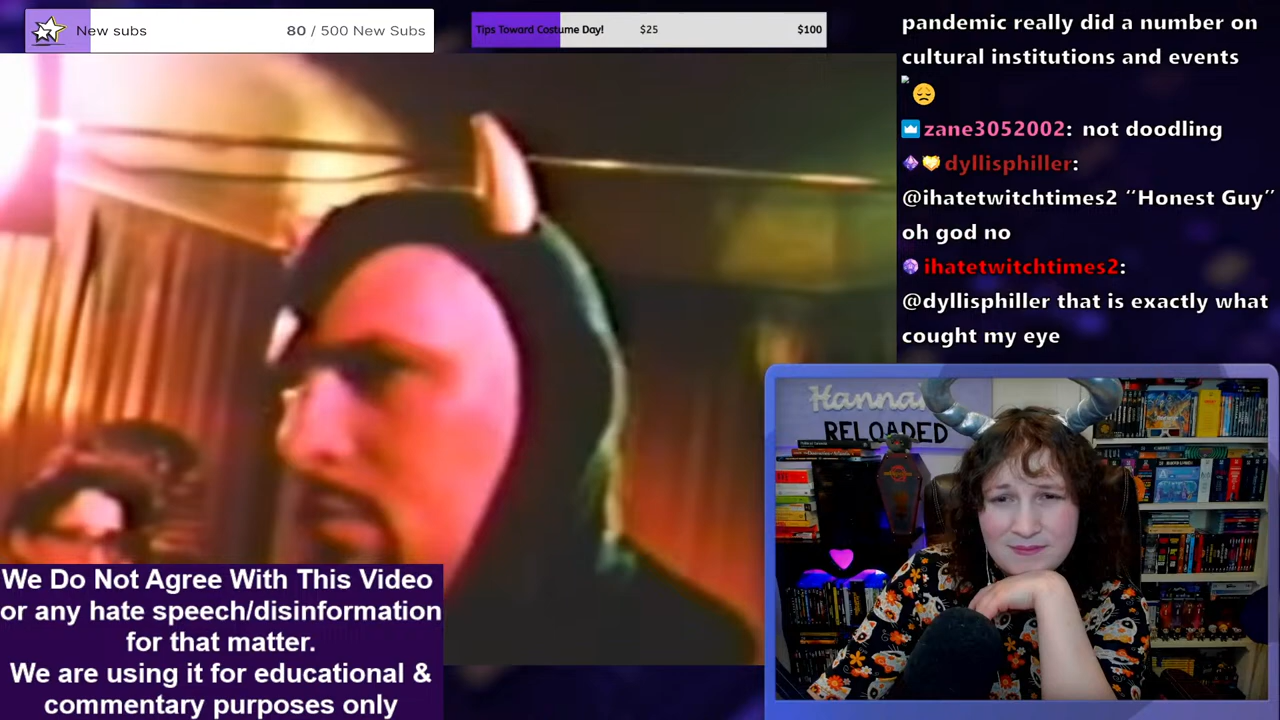 New subs
80 / 500 New Subs
Tips Toward Costume Day!
$25
$100
pandemic really did a number on
cultural institutions and events
zane3052002: not doodling
dyllisphiller:
@ihatetwitchtimes2 “Honest Guy”
oh god no
ihatetwitchtimes2:
@dyllisphiller that is exactly what
cought my eye
Hannah
RELOADED
We Do Not Agree With This Video
or any hate speech/disinformation
for that matter.
We are using it for educational &
commentary purposes only